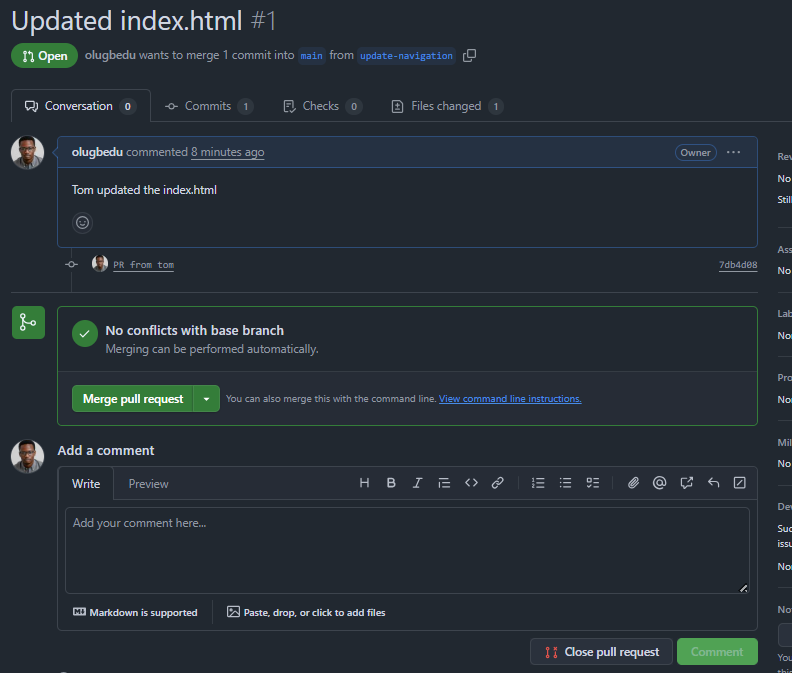 Updated index.html #1
Open olugbedu wants to merge 1 commit into main from update-navigation
Conversation 0 Commits 1 Checks 0 Files changed 1
olugbedu commented 8 minutes ago Owner
Tom updated the index.html
PR from tom 7db4d08
No conflicts with base branch
Merging can be performed automatically.
Merge pull request You can also merge this with the command line. View command line instructions.
Add a comment
Write Preview
Add your comment here...
Markdown is supported Paste, drop, or click to add files
Close pull request Comment
Rev
No
Still
Ass
No
Lab
Non
Pro
Non
Mil
No
Dev
Suc
issu
Non
No
You